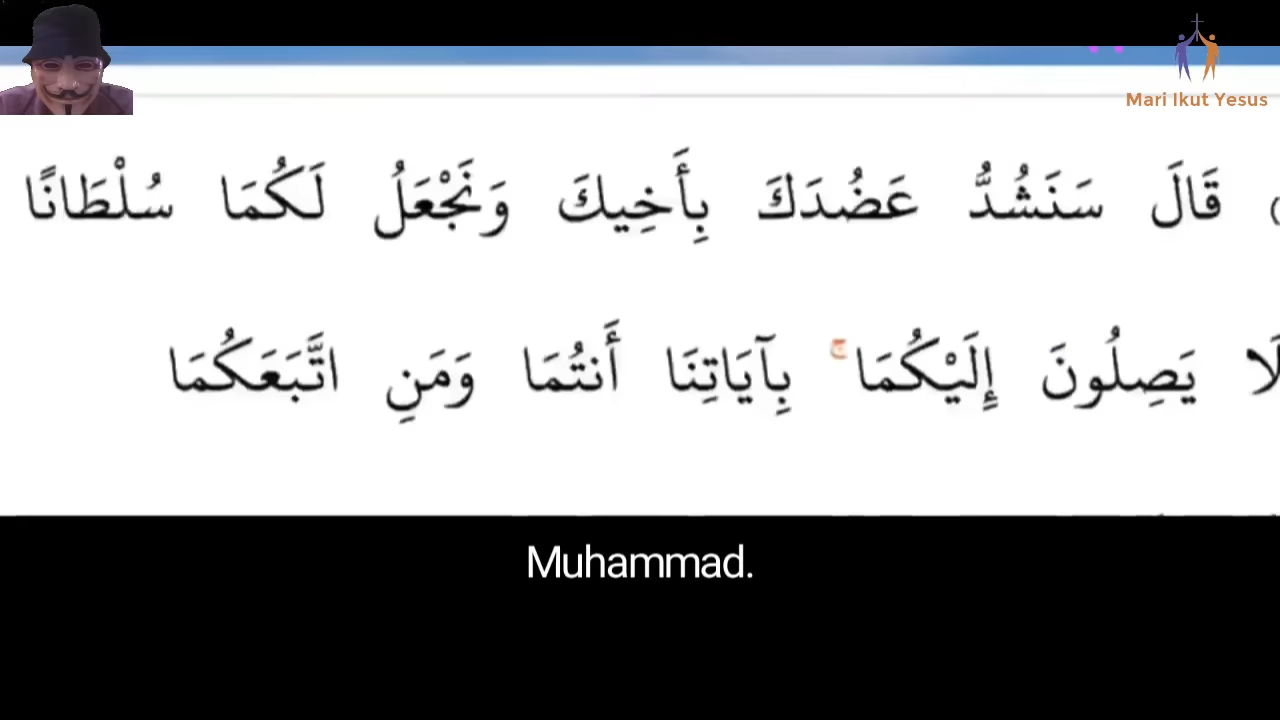 Mari Ikut Yesus
قَالَ سَنَشُدُّ عَضُدَكَ بِأَخِيكَ وَنَجْعَلُ لَكُمَا سُلْطَانًا
لَا يَصِلُونَ إِلَيْكُمَا ۚ بِآيَاتِنَا أَنتُمَا وَمَنِ اتَّبَعَكُمَا
Muhammad.